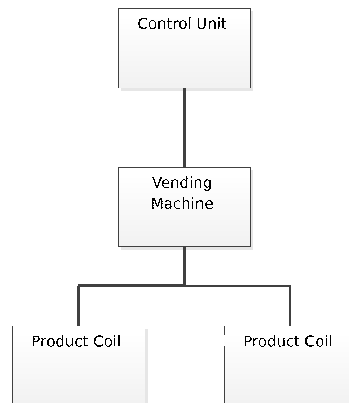 Control Unit
Vending
Machine
Product Coil
Product Coil